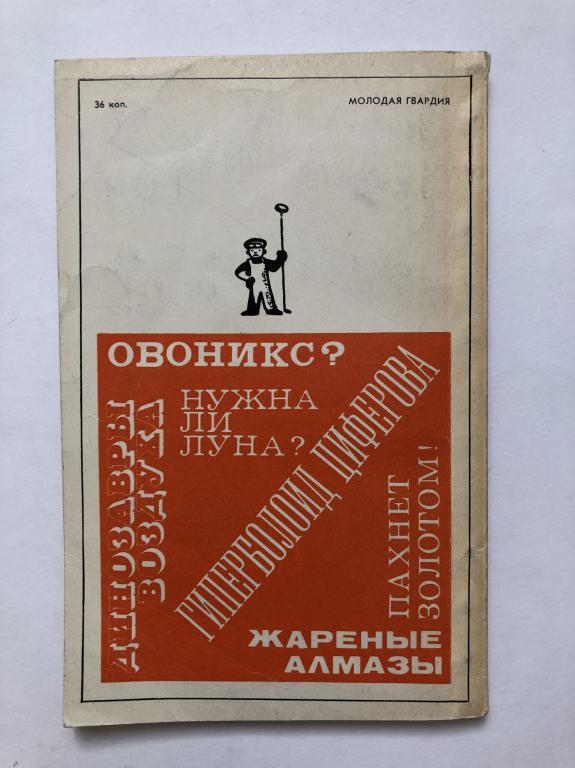 36 коп.
МОЛОДАЯ ГВАРДИЯ
ОВОНИКС?
ДИНОЗАВРЫ
ВОЗДУХА
НУЖНА
ЛИ
ЛУНА?
ГИПЕРБОЛОИД ЦИФЕРОВА
ПАХНЕТ
ЗОЛОТОМ!
ЖАРЕНЫЕ
АЛМАЗЫ